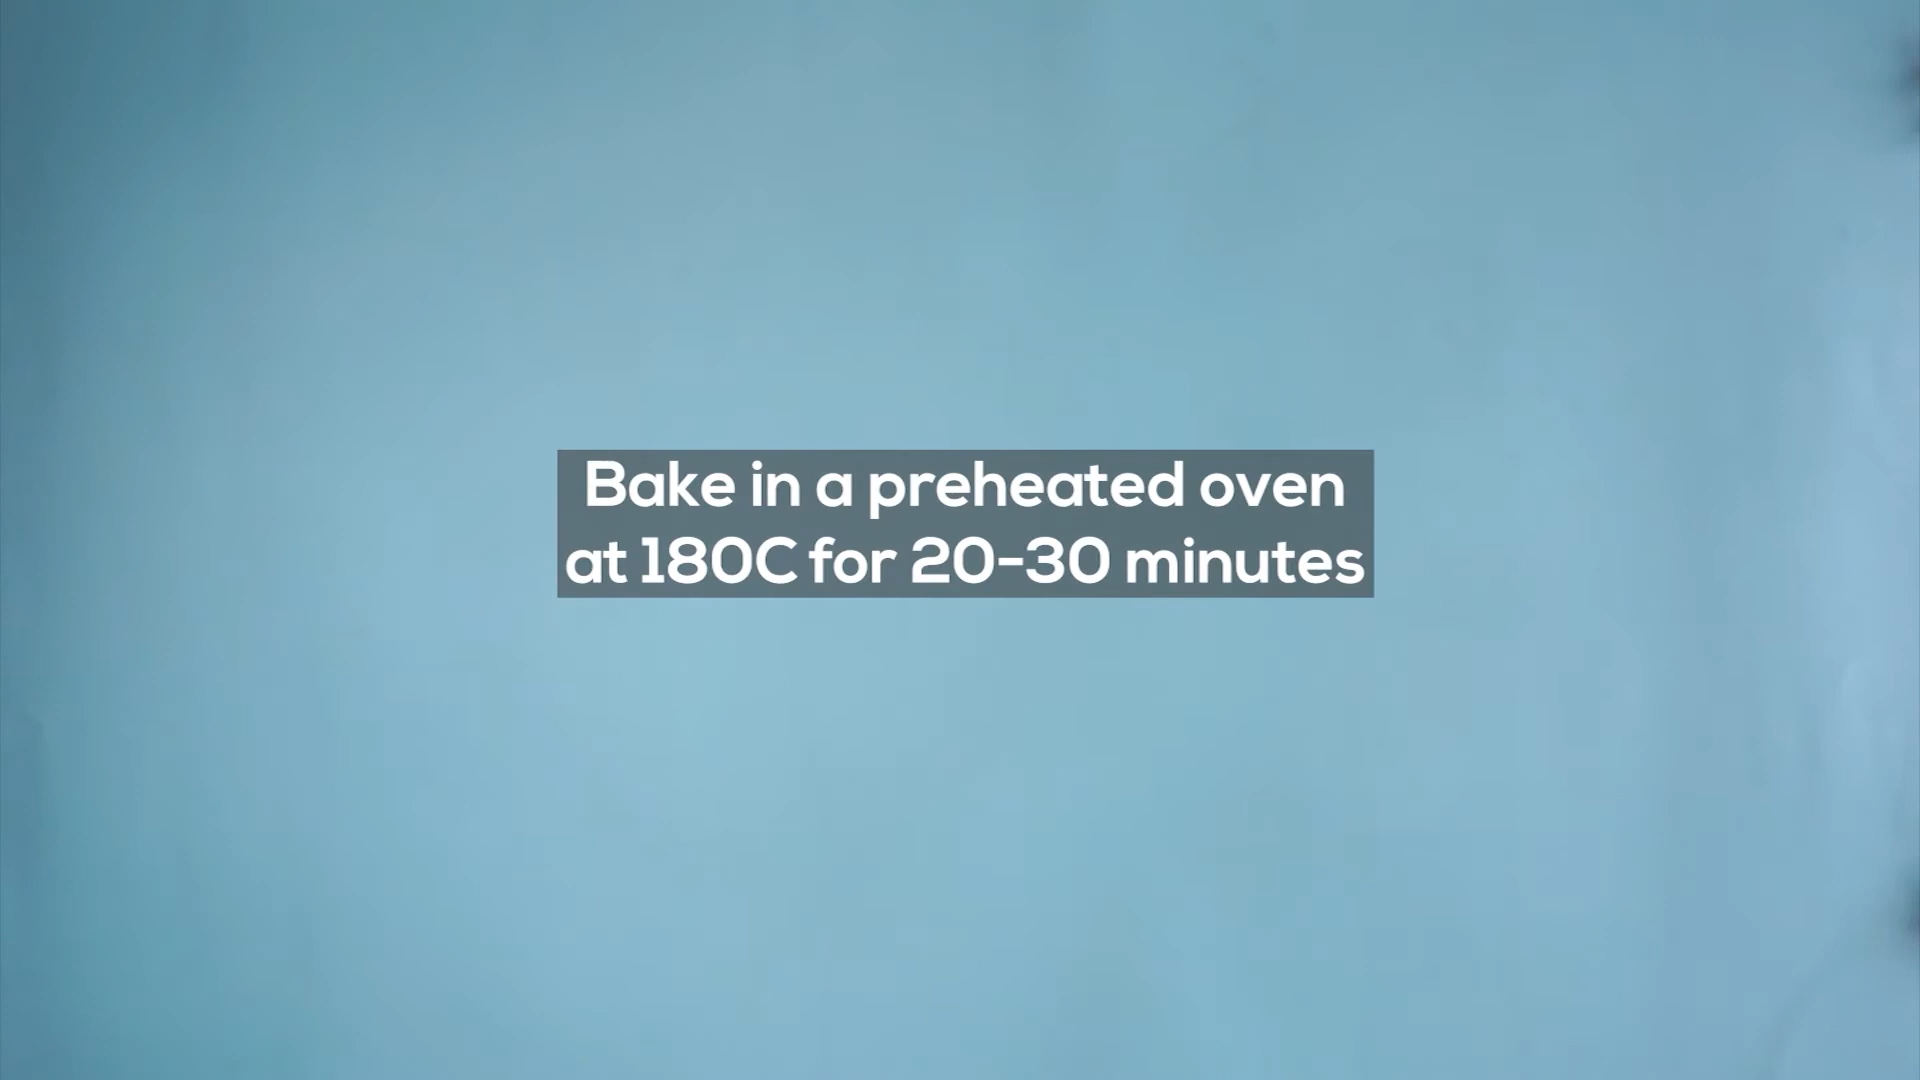 Bake in a preheated oven
at 180C for 20-30 minutes